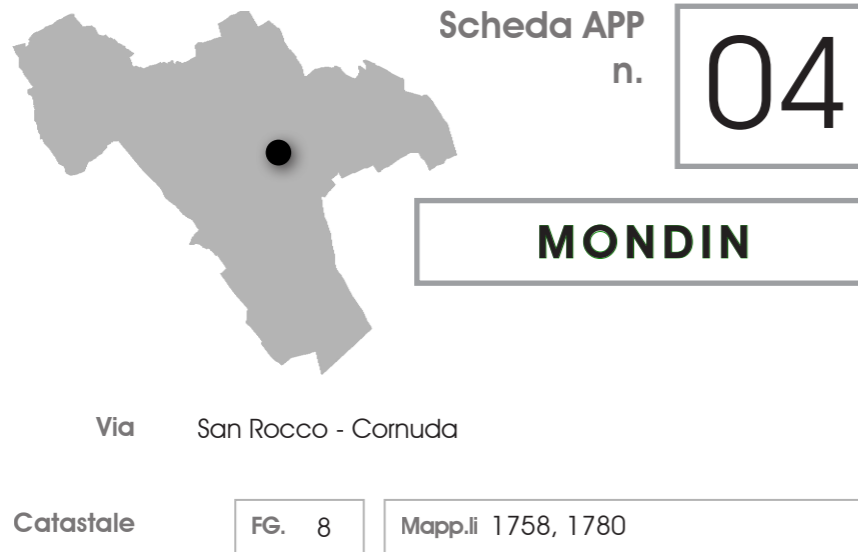 Scheda APP
n. 04
MONDIN
Via San Rocco - Cornuda
Catastale FG. 8 Mapp.li 1758, 1780